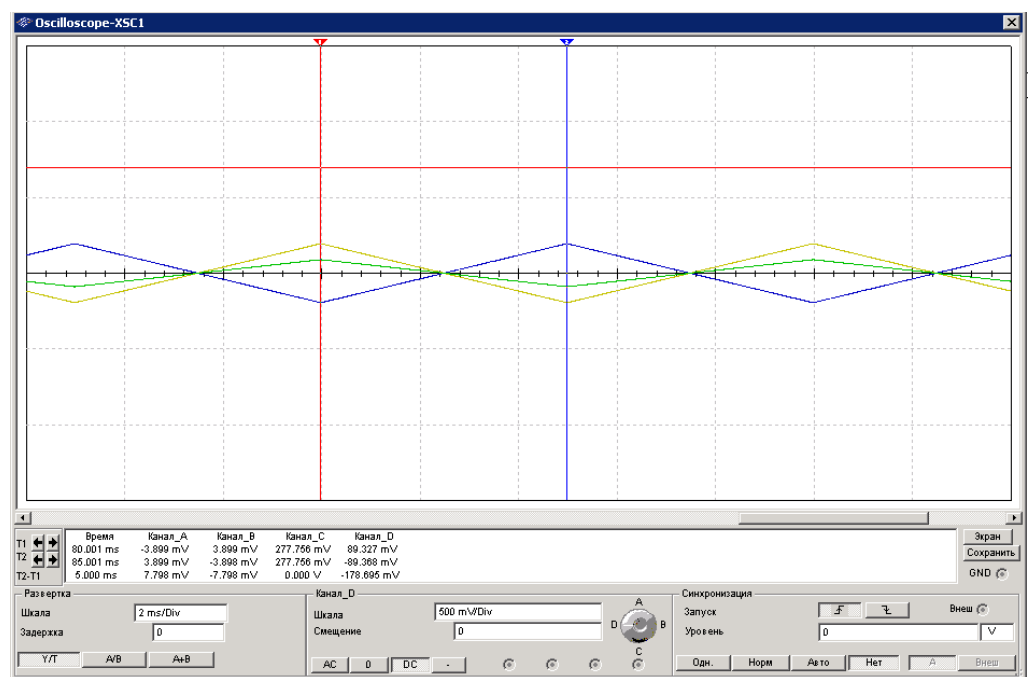 Oscilloscope-XSC1
1 2
Время Канал_A Канал_B Канал_C Канал_D
T1 80.001 ms -3.899 mV 3.899 mV 277.756 mV 89.327 mV
T2 85.001 ms 3.899 mV -3.898 mV 277.756 mV -89.368 mV
T2-T1 5.000 ms 7.798 mV -7.798 mV 0.000 V -178.695 mV
Экран
Сохранить
GND
Развертка
Шкала 2 ms/Div
Задержка 0
Y/T A/B A+B
Канал_D
Шкала 500 mV/Div
Смещение 0
AC 0 DC -
A
D B
C
Синхронизация
Запуск Внеш
Уровень 0 V
Одн. Норм Авто Нет A Внеш